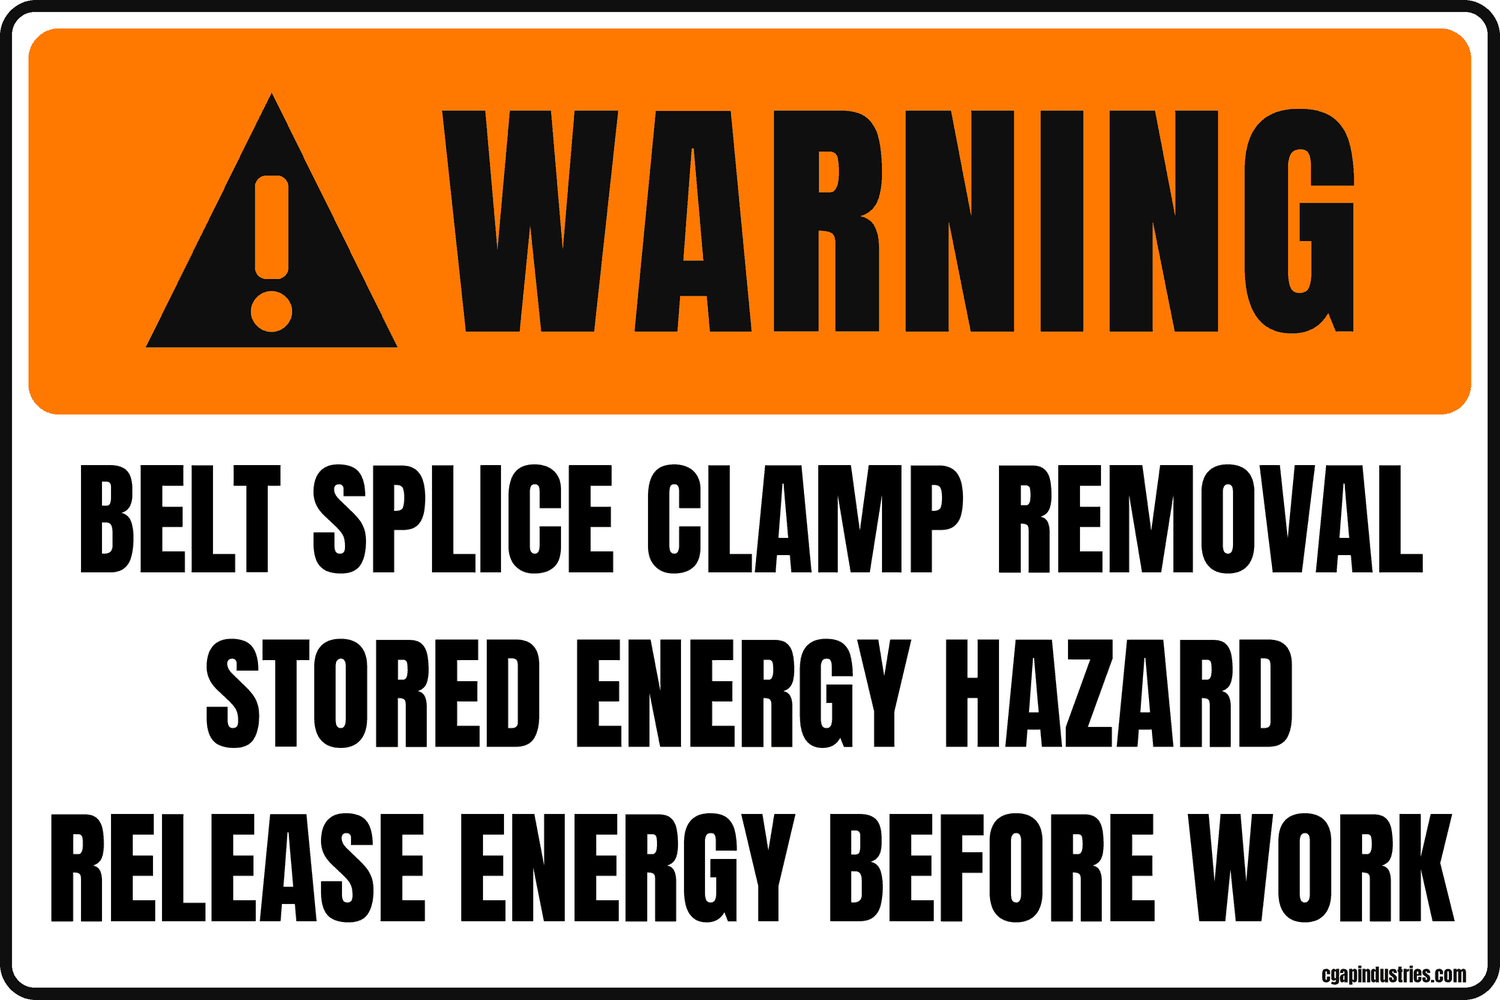 WARNING
BELT SPLICE CLAMP REMOVAL
STORED ENERGY HAZARD
RELEASE ENERGY BEFORE WORK
cgapindustries.com